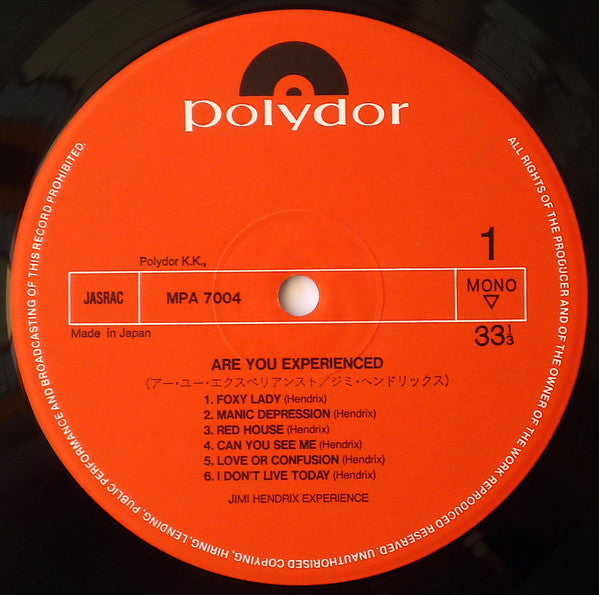 polydor
1
Polydor K.K.,
JASRAC
MPA 7004
MONO
Made in Japan
33⅓
ARE YOU EXPERIENCED
(アー・ユー・エクスペリアンスト/ジミ・ヘンドリックス)
1. FOXY LADY (Hendrix)
2. MANIC DEPRESSION (Hendrix)
3. RED HOUSE (Hendrix)
4. CAN YOU SEE ME (Hendrix)
5. LOVE OR CONFUSION (Hendrix)
6. I DON'T LIVE TODAY (Hendrix)
JIMI HENDRIX EXPERIENCE
ALL RIGHTS OF THE PRODUCER AND OF THE OWNER OF THE WORK REPRODUCED RESERVED. UNAUTHORISED COPYING, HIRING, LENDING, PUBLIC PERFORMANCE AND BROADCASTING OF THIS RECORD PROHIBITED.